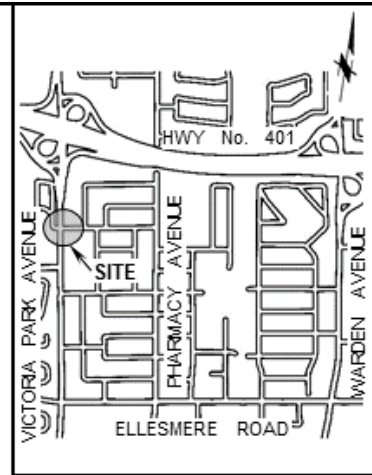 HWY No. 401
VICTORIA PARK AVENUE
SITE
PHARMACY AVENUE
WARDEN AVENUE
ELLESMERE ROAD